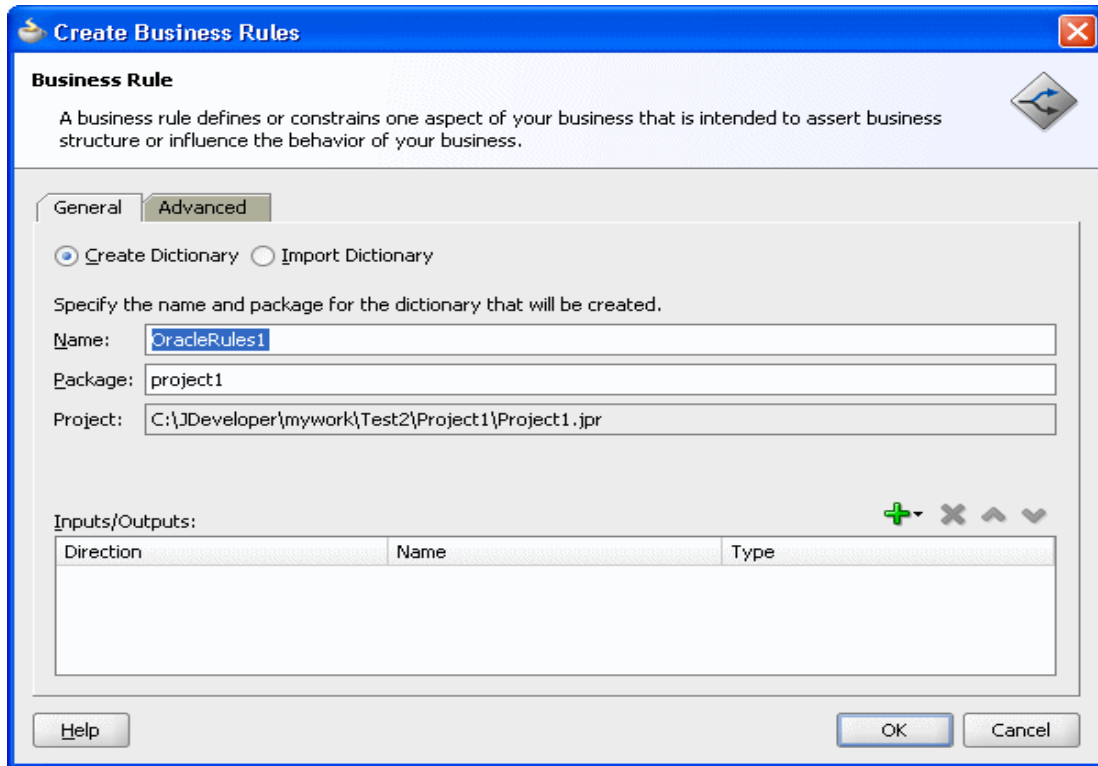 Create Business Rules
Business Rule
A business rule defines or constrains one aspect of your business that is intended to assert business
structure or influence the behavior of your business.
General Advanced
Create Dictionary Import Dictionary
Specify the name and package for the dictionary that will be created.
Name: OracleRules1
Package: project1
Project: C:\JDeveloper\mywork\Test2\Project1\Project1.jpr
Inputs/Outputs:
Direction Name Type
Help OK Cancel